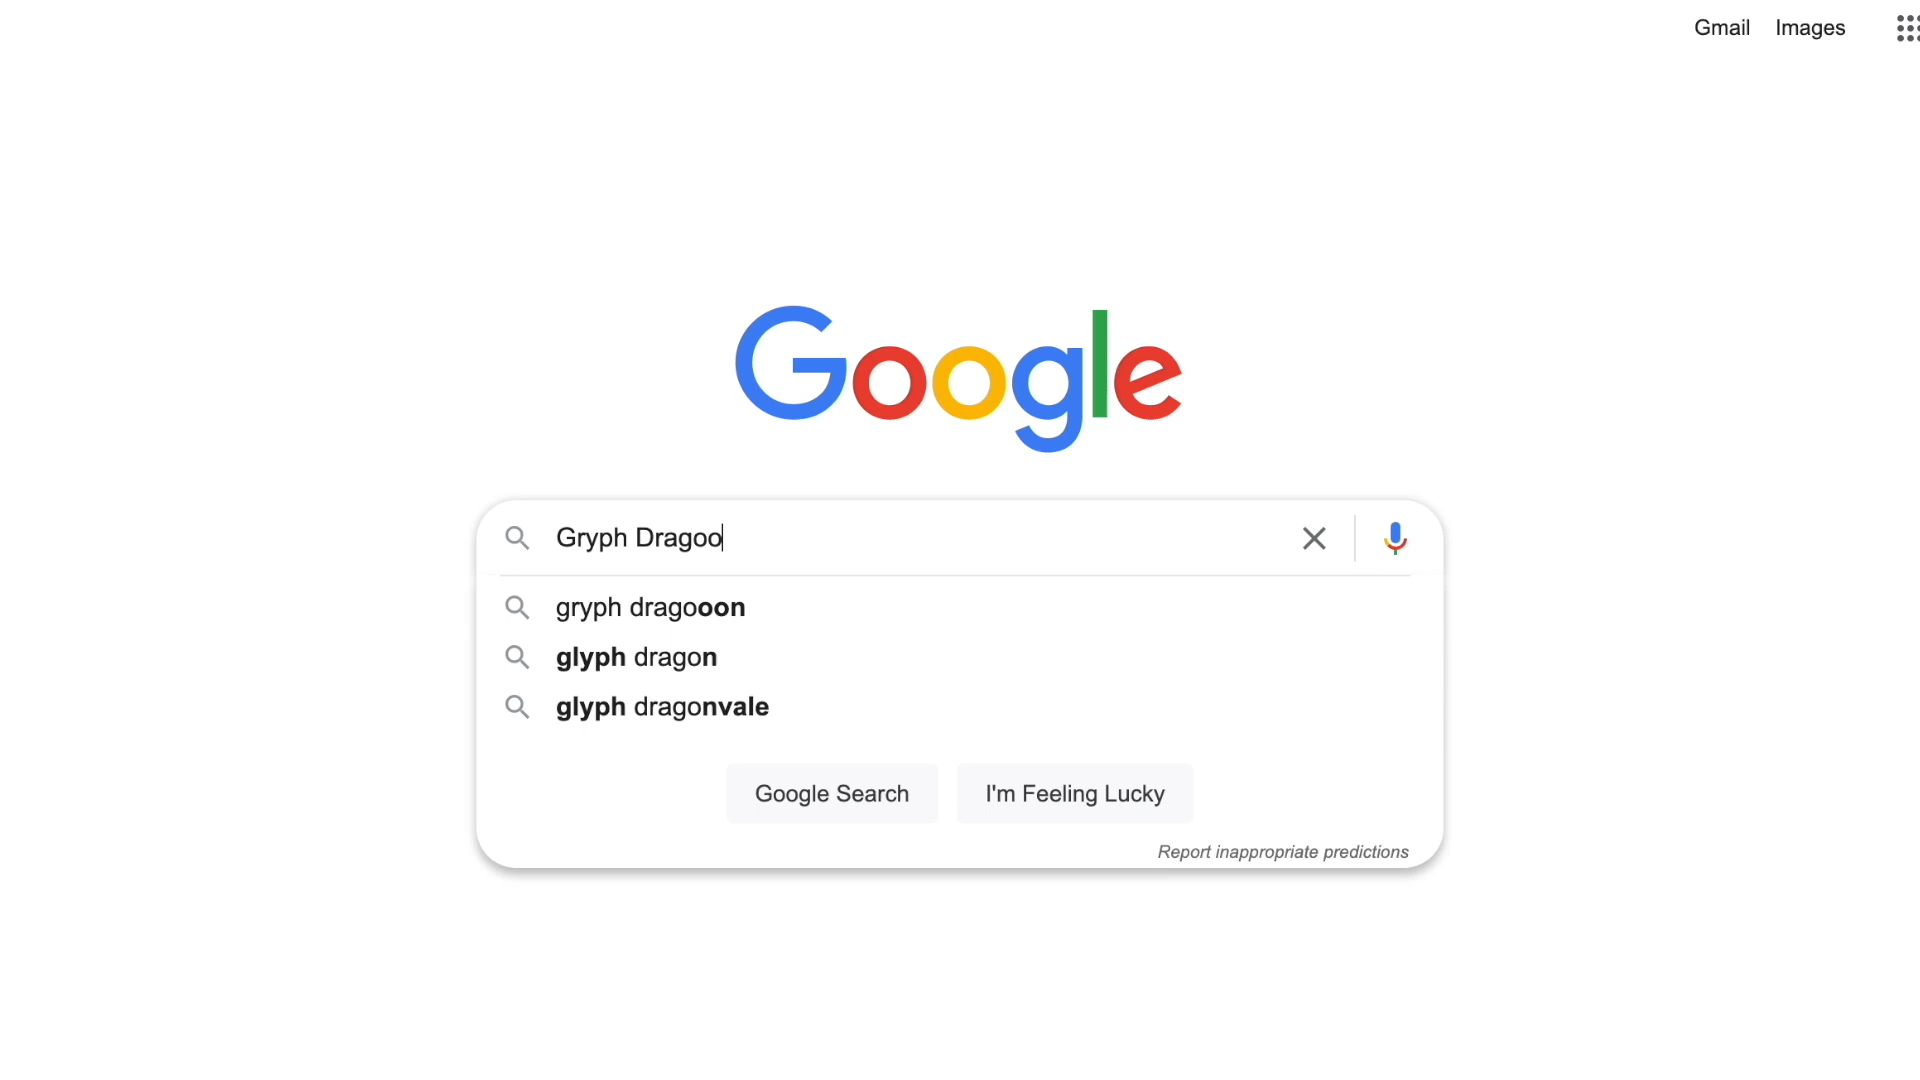 Gmail Images
Google
Gryph Dragoo
gryph dragooon
glyph dragon
glyph dragonvale
Google Search I'm Feeling Lucky
Report inappropriate predictions